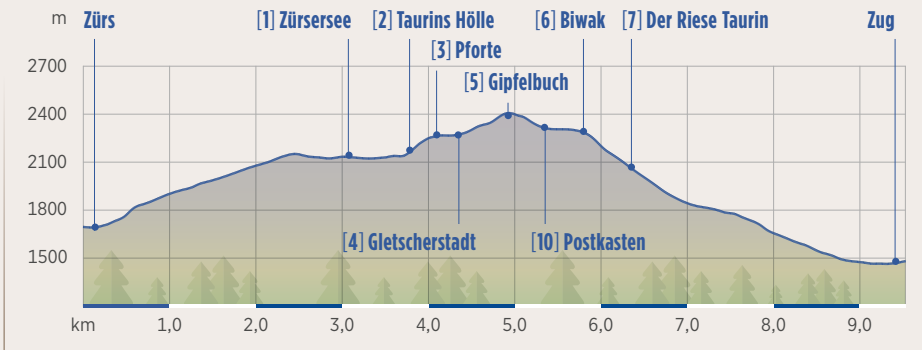 m Zürs [1] Zürsersee [2] Taurins Hölle [6] Biwak [7] Der Riese Taurin Zug
[3] Pforte
2700
[5] Gipfelbuch
2400
2100
1800
[4] Gletscherstadt [10] Postkasten
1500
km 1,0 2,0 3,0 4,0 5,0 6,0 7,0 8,0 9,0